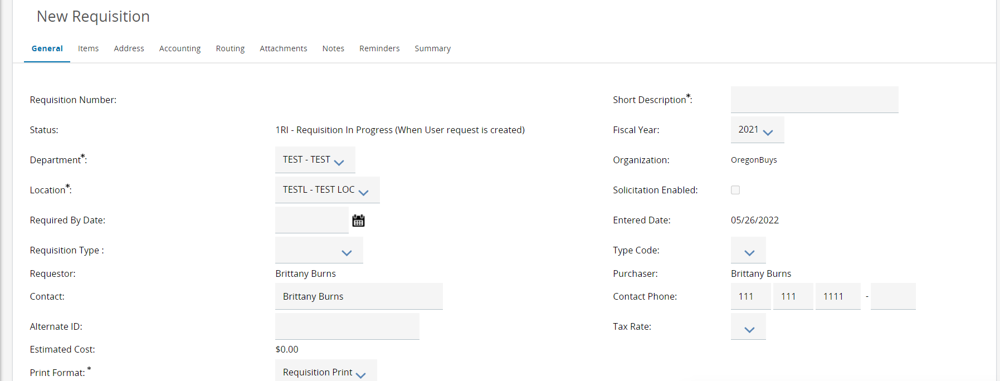 New Requisition
General Items Address Accounting Routing Attachments Notes Reminders Summary
Requisition Number: Short Description*:
Status: 1RI - Requisition In Progress (When User request is created) Fiscal Year: 2021
Department*: TEST - TEST Organization: OregonBuys
Location*: TESTL - TEST LOC Solicitation Enabled:
Required By Date: Entered Date: 05/26/2022
Requisition Type : Type Code:
Requestor: Brittany Burns Purchaser: Brittany Burns
Contact: Brittany Burns Contact Phone: 111 111 1111 -
Alternate ID: Tax Rate:
Estimated Cost: $0.00
Print Format: * Requisition Print